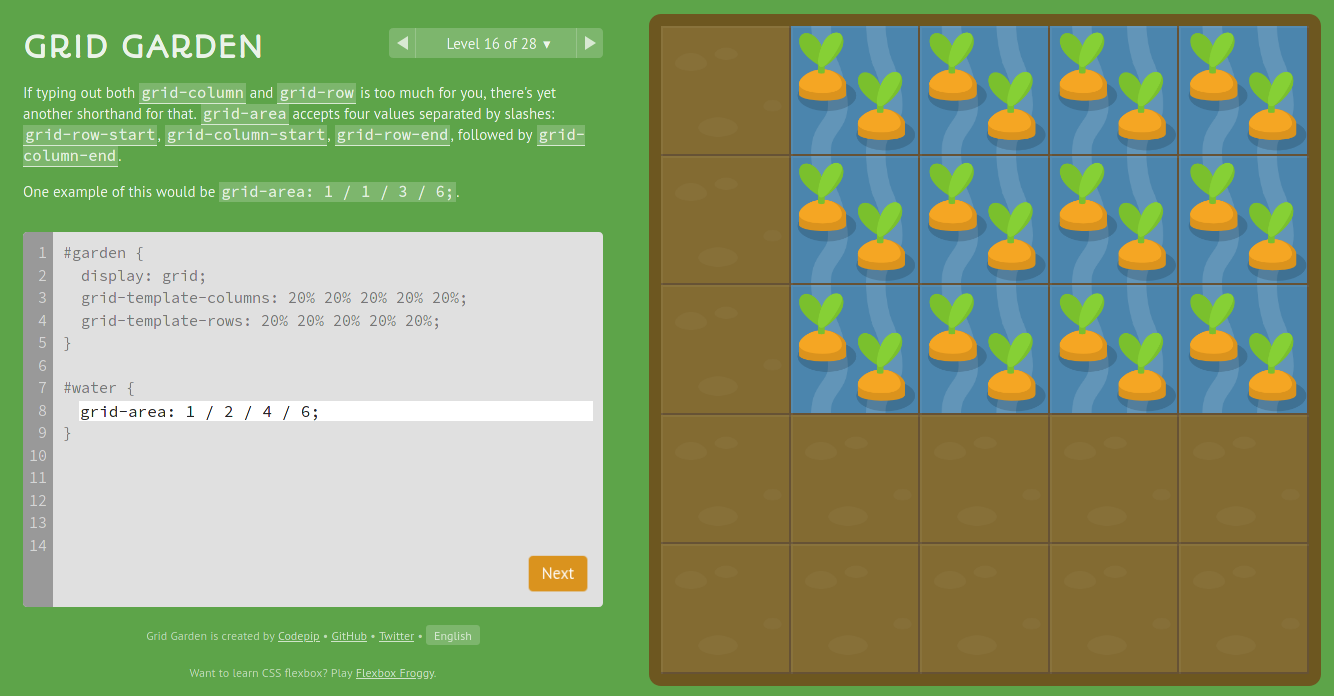 GRID GARDEN
◀ Level 16 of 28 ▾ ▶
If typing out both grid-column and grid-row is too much for you, there's yet
another shorthand for that. grid-area accepts four values separated by slashes:
grid-row-start, grid-column-start, grid-row-end, followed by grid-
column-end.
One example of this would be grid-area: 1 / 1 / 3 / 6;.
1 #garden {
2 display: grid;
3 grid-template-columns: 20% 20% 20% 20% 20%;
4 grid-template-rows: 20% 20% 20% 20% 20%;
5 }
6
7 #water {
8 grid-area: 1 / 2 / 4 / 6;
9 }
10
11
12
13
14
Next
Grid Garden is created by Codepip • GitHub • Twitter • English
Want to learn CSS flexbox? Play Flexbox Froggy.